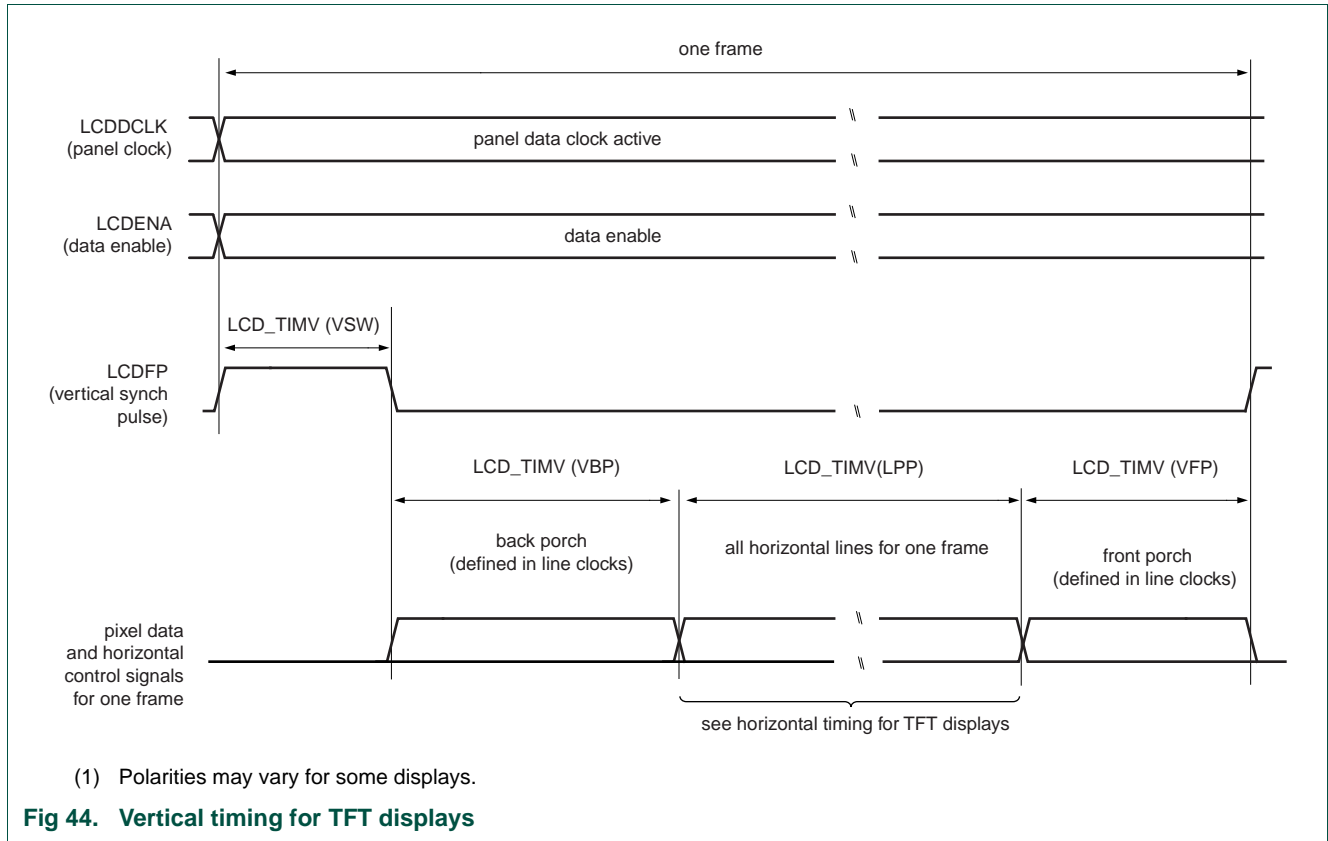 one frame
LCDDCLK
(panel clock)
panel data clock active
LCDENA
(data enable)
data enable
LCD_TIMV (VSW)
LCDFP
(vertical synch
pulse)
LCD_TIMV (VBP)
LCD_TIMV(LPP)
LCD_TIMV (VFP)
back porch
(defined in line clocks)
all horizontal lines for one frame
front porch
(defined in line clocks)
pixel data
and horizontal
control signals
for one frame
see horizontal timing for TFT displays
(1) Polarities may vary for some displays.
Fig 44. Vertical timing for TFT displays